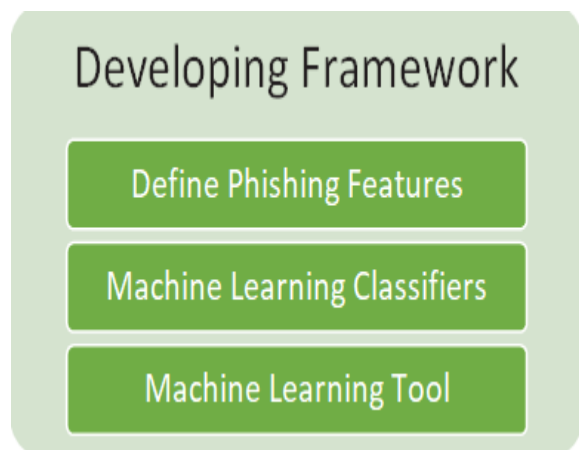 Developing Framework
Define Phishing Features
Machine Learning Classifiers
Machine Learning Tool